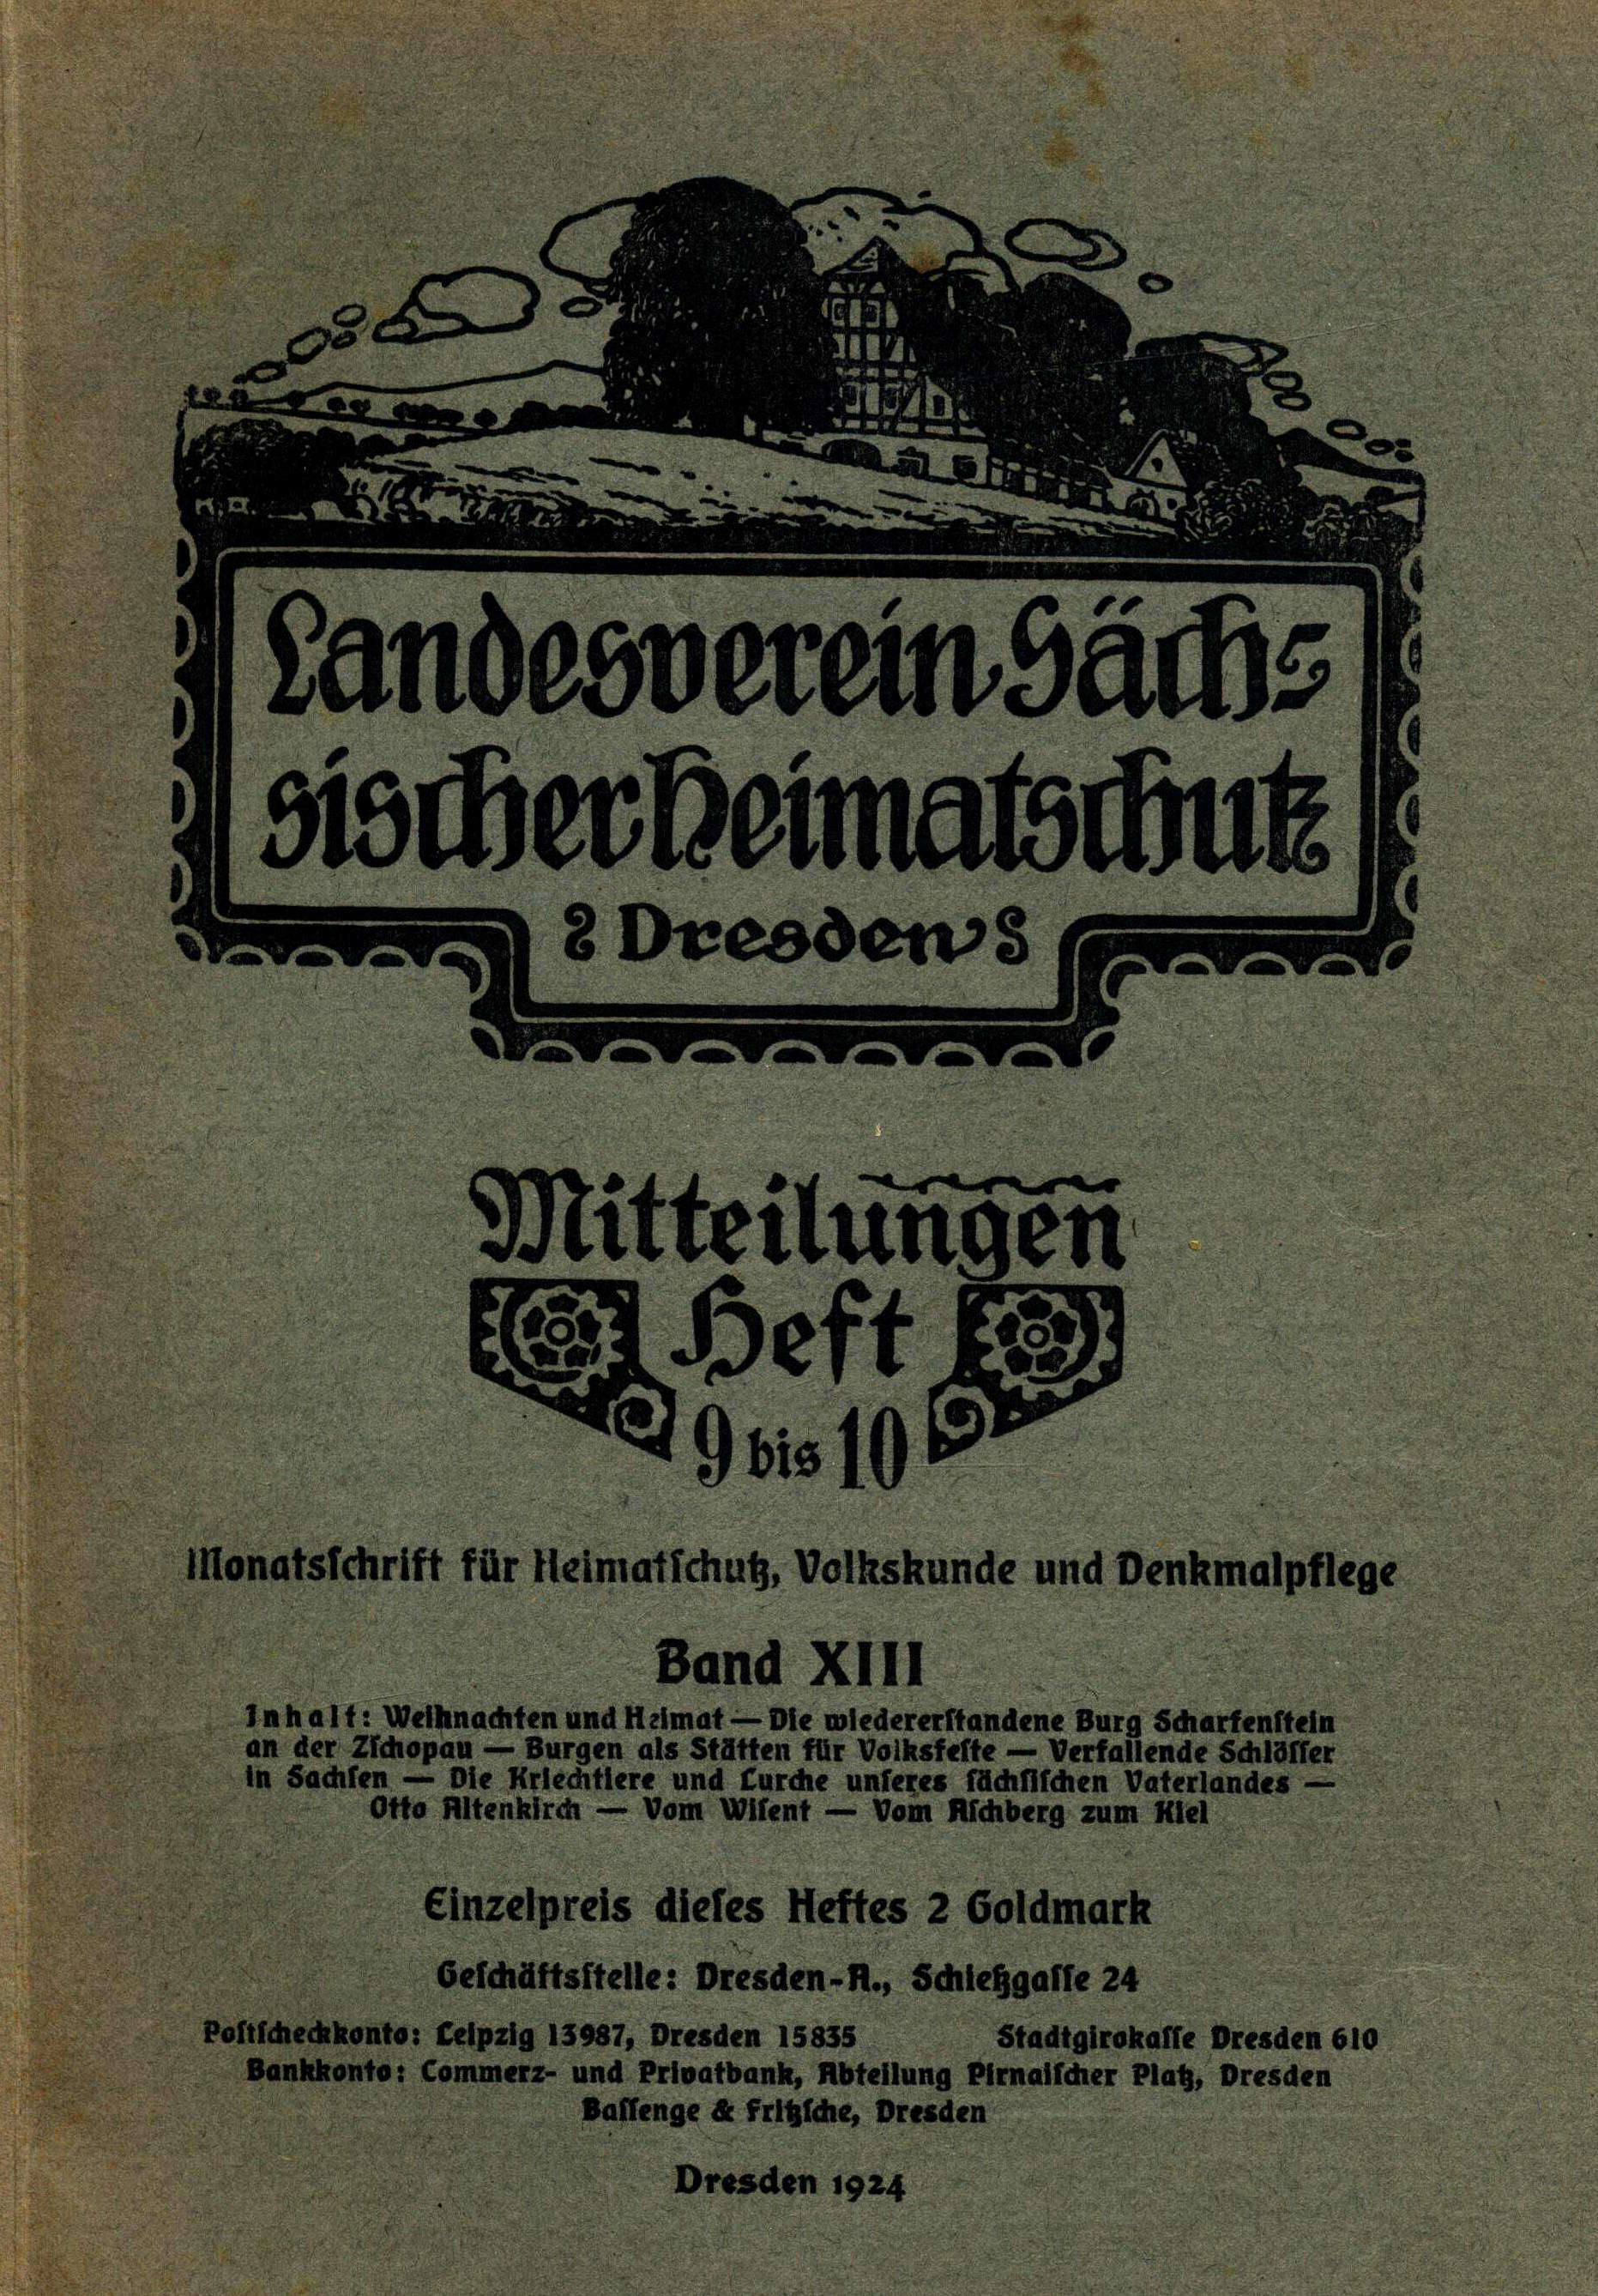 Landesverein Säch-
sischer Heimatschutz
Dresden
Mitteilungen
Heft
9 bis 10
Monatsſchrift für Heimatſchutz, Volkskunde und Denkmalpflege
Band XIII
Inhalt: Weihnachten und Heimat — Die wiedererſtandene Burg Scharfenſtein
an der Zſchopau — Burgen als Stätten für Volksfeſte — Verfallende Schlöſſer
in Sachſen — Die Kriechtiere und Lurche unſeres ſächſiſchen Vaterlandes —
Otto Altenkirch — Vom Wiſent — Vom Aſchberg zum Kiel
Einzelpreis dieſes Heftes 2 Goldmark
Geſchäftsſtelle: Dresden-A., Schießgaſſe 24
Poſtſcheckkonto: Leipzig 13987, Dresden 15835 Stadtgirokaſſe Dresden 610
Bankkonto: Commerz- und Privatbank, Abteilung Pirnaiſcher Platz, Dresden
Baſſenge & Fritzſche, Dresden
Dresden 1924